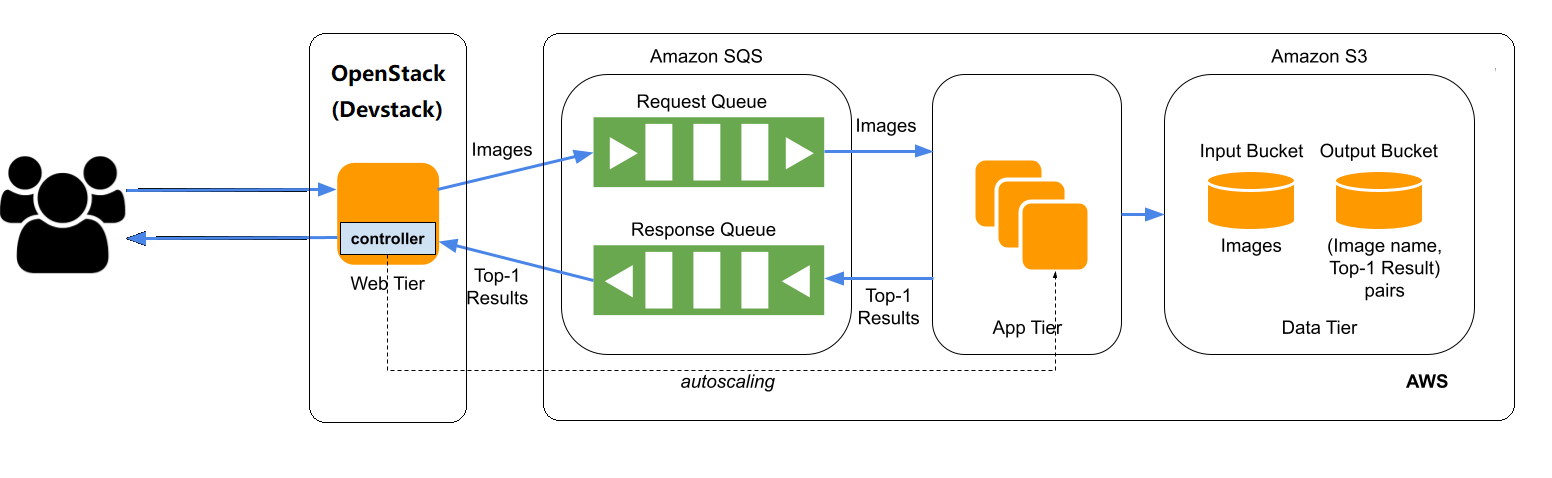 OpenStack
(Devstack)
controller
Web Tier
Images
Top-1
Results
Amazon SQS
Request Queue
Response Queue
Images
Top-1
Results
App Tier
autoscaling
Amazon S3
Input Bucket
Output Bucket
Images
(Image name,
Top-1 Result)
pairs
Data Tier
AWS